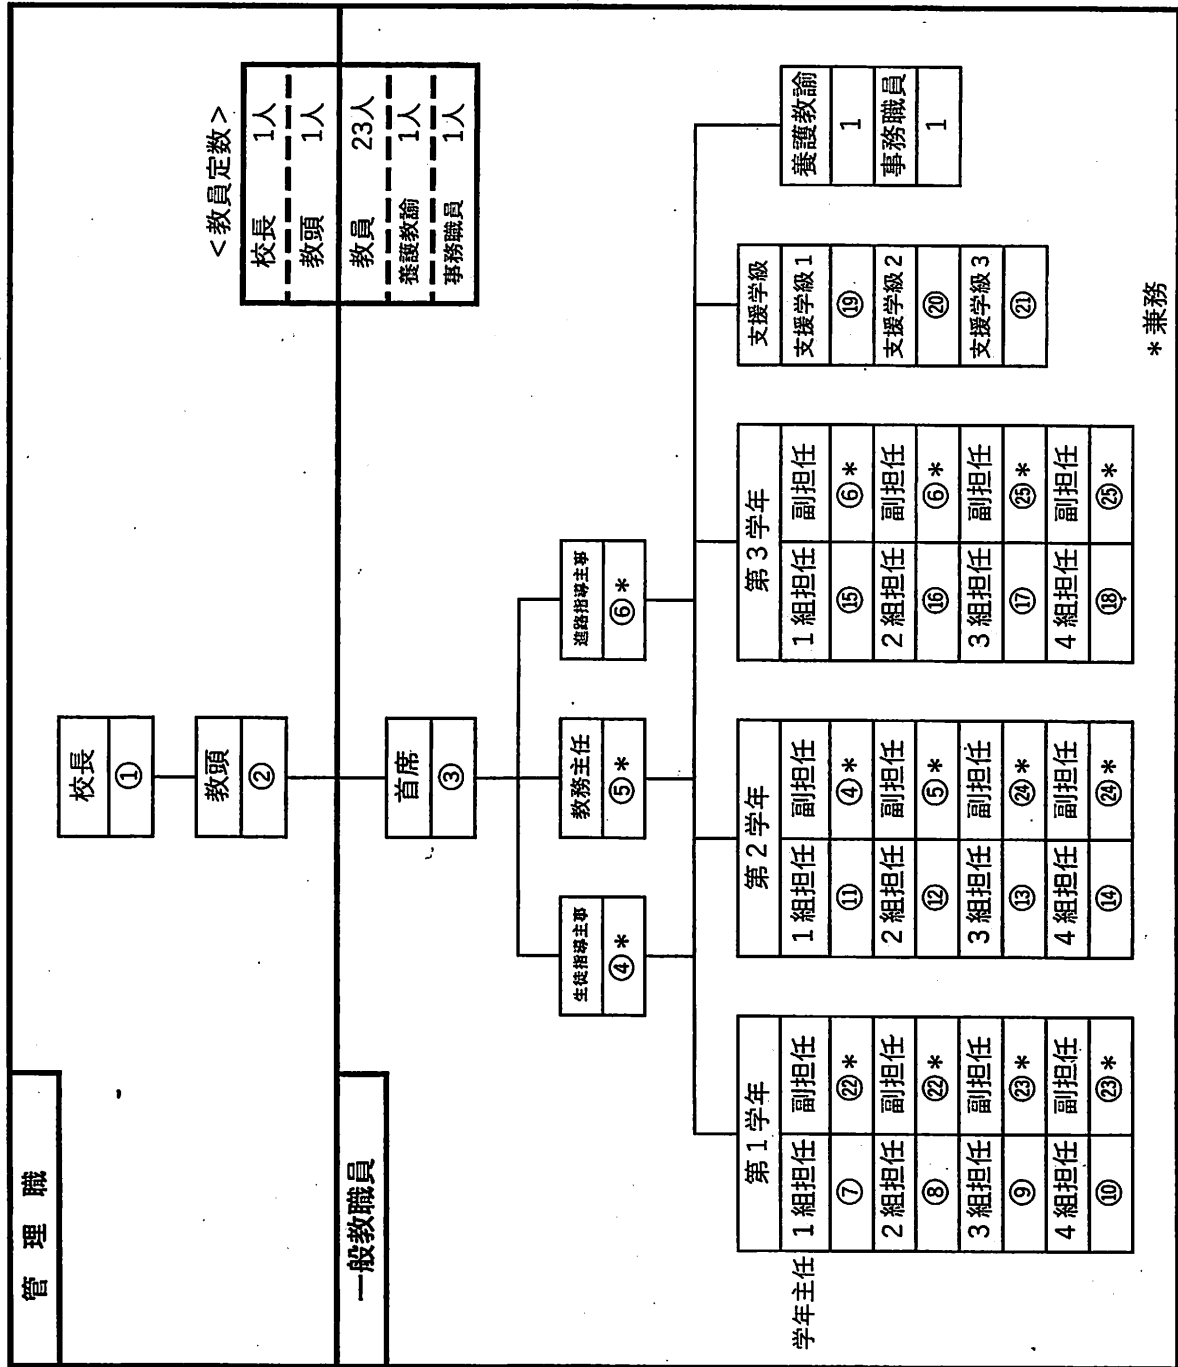 管理職
校長
①
教頭
②
<教員定数>
校長 1人
教頭 1人
教員 23人
養護教諭 1人
事務職員 1人
一般教職員
首席
③
生徒指導主事
④*
教務主任
⑤*
進路指導主事
⑥*
学年主任
第1学年
1組担任 副担任
⑦ ㉒*
2組担任 副担任
⑧ ㉒*
3組担任 副担任
⑨ ㉓*
4組担任 副担任
⑩ ㉓*
第2学年
1組担任 副担任
⑪ ④*
2組担任 副担任
⑫ ⑤*
3組担任 副担任
⑬ ㉔*
4組担任 副担任
⑭ ㉔*
第3学年
1組担任 副担任
⑮ ⑥*
2組担任 副担任
⑯ ⑥*
3組担任 副担任
⑰ ㉕*
4組担任 副担任
⑱ ㉕*
支援学級
支援学級1
⑲
支援学級2
⑳
支援学級3
㉑
養護教諭
1
事務職員
1
*兼務